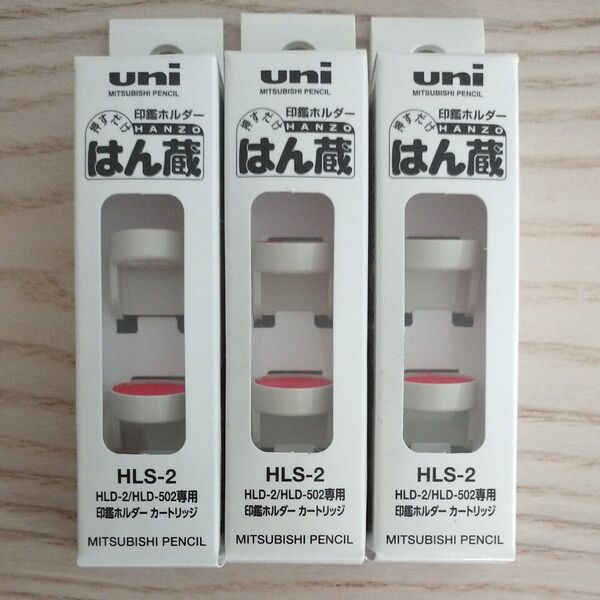 uni
MITSUBISHI PENCIL
印鑑ホルダー
押すだけ
HANZO
はん蔵
HLS-2
HLD-2/HLD-502専用
印鑑ホルダー カートリッジ
MITSUBISHI PENCIL
uni
MITSUBISHI PENCIL
印鑑ホルダー
押すだけ
HANZO
はん蔵
HLS-2
HLD-2/HLD-502専用
印鑑ホルダー カートリッジ
MITSUBISHI PENCIL
uni
MITSUBISHI PENCIL
印鑑ホルダー
押すだけ
HANZO
はん蔵
HLS-2
HLD-2/HLD-502専用
印鑑ホルダー カートリッジ
MITSUBISHI PENCIL